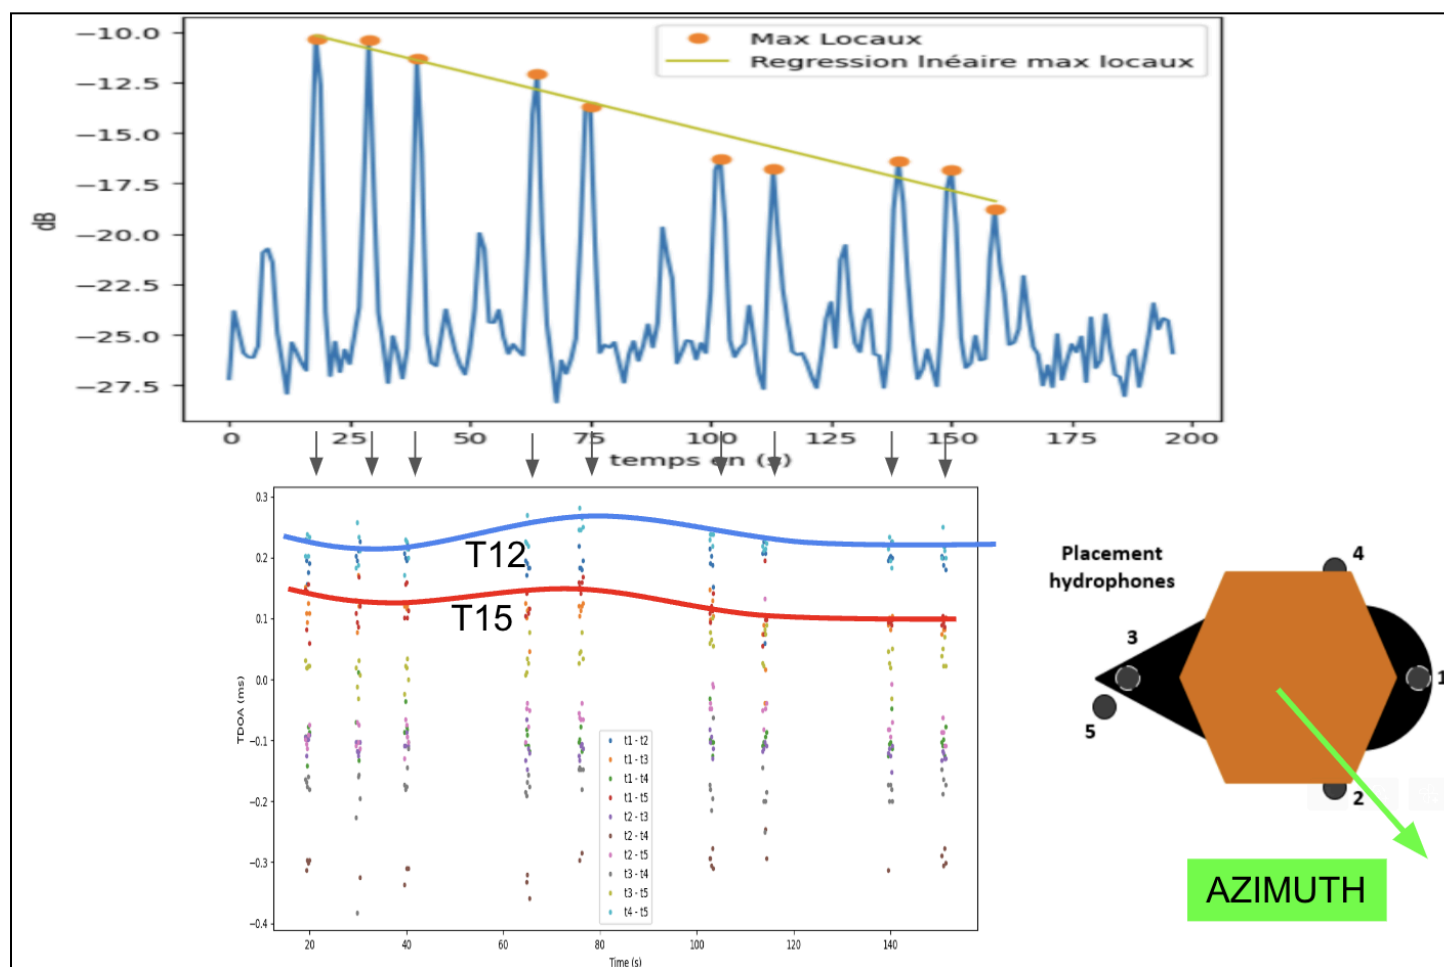 −10.0
−12.5
−15.0
−17.5
−20.0
−22.5
−25.0
−27.5
dB
Max Locaux
Regression lnéaire max locaux
0 25 50 75 100 125 150 175 200
temps en (s)
0.3
0.2
0.1
0.0
−0.1
−0.2
−0.3
−0.4
TDOA (ms)
T12
T15
t1 - t2
t1 - t3
t1 - t4
t1 - t5
t2 - t3
t2 - t4
t2 - t5
t3 - t4
t3 - t5
t4 - t5
20 40 60 80 100 120 140
Time (s)
Placement
hydrophones
4
3
1
5
2
AZIMUTH